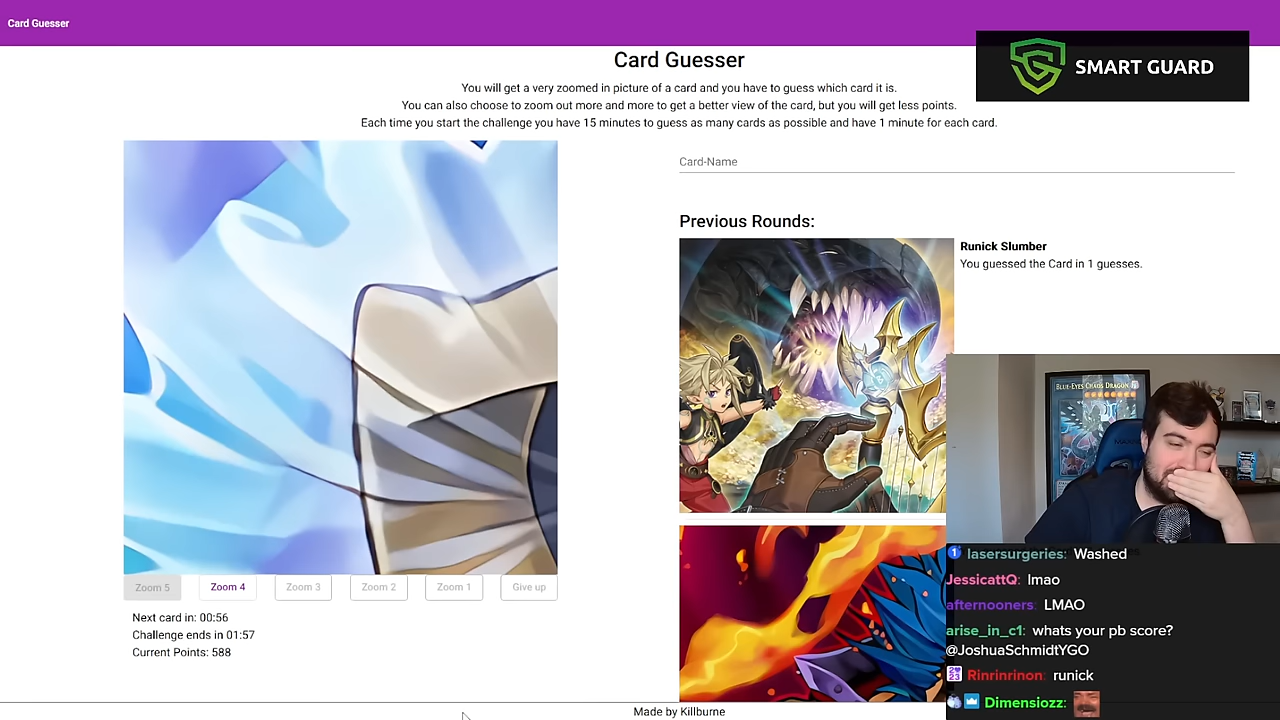 Card Guesser
SMART GUARD
Card Guesser
You will get a very zoomed in picture of a card and you have to guess which card it is.
You can also choose to zoom out more and more to get a better view of the card, but you will get less points.
Each time you start the challenge you have 15 minutes to guess as many cards as possible and have 1 minute for each card.
Card-Name
Previous Rounds:
Runick Slumber
You guessed the Card in 1 guesses.
BLUE-EYES CHAOS DRAGON
lasersurgeries: Washed
JessicattQ: lmao
afternooners: LMAO
arise_in_c1: whats your pb score?
@JoshuaSchmidtYGO
Rinrinrinon: runick
Dimensiozz:
Zoom 5
Zoom 4
Zoom 3
Zoom 2
Zoom 1
Give up
Next card in: 00:56
Challenge ends in 01:57
Current Points: 588
Made by Killburne